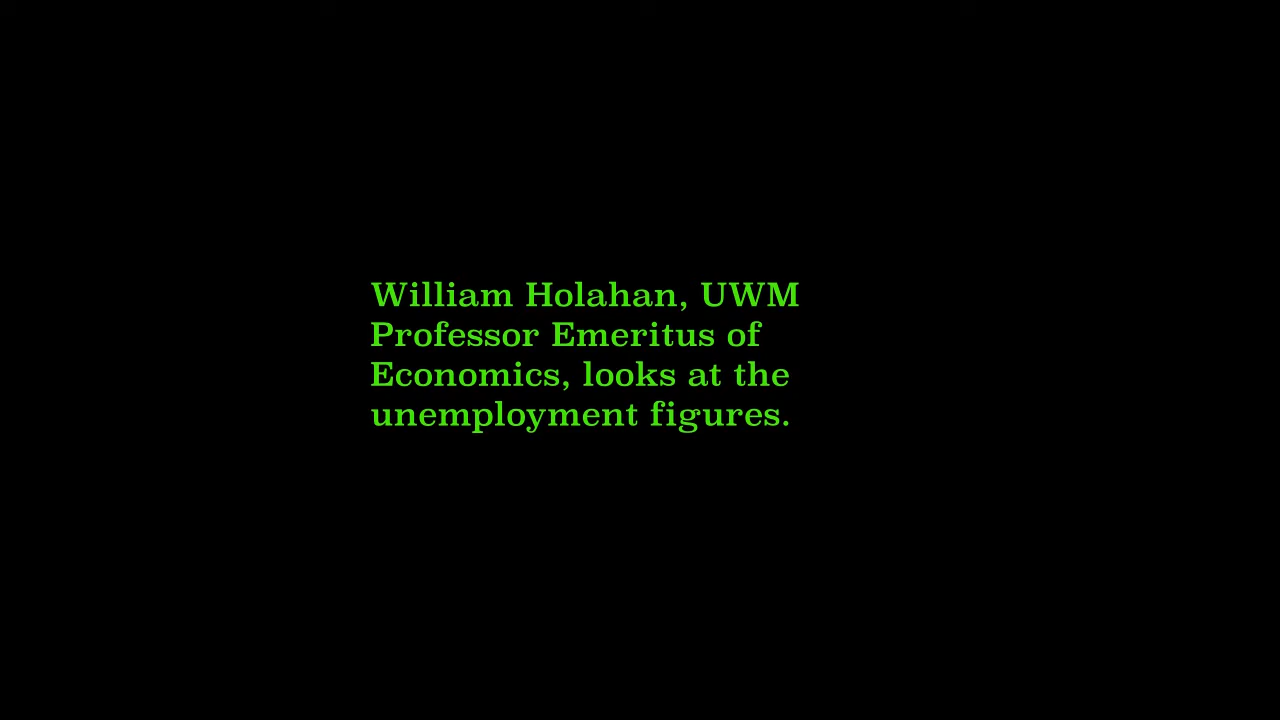 William Holahan, UWM
Professor Emeritus of
Economics, looks at the
unemployment figures.